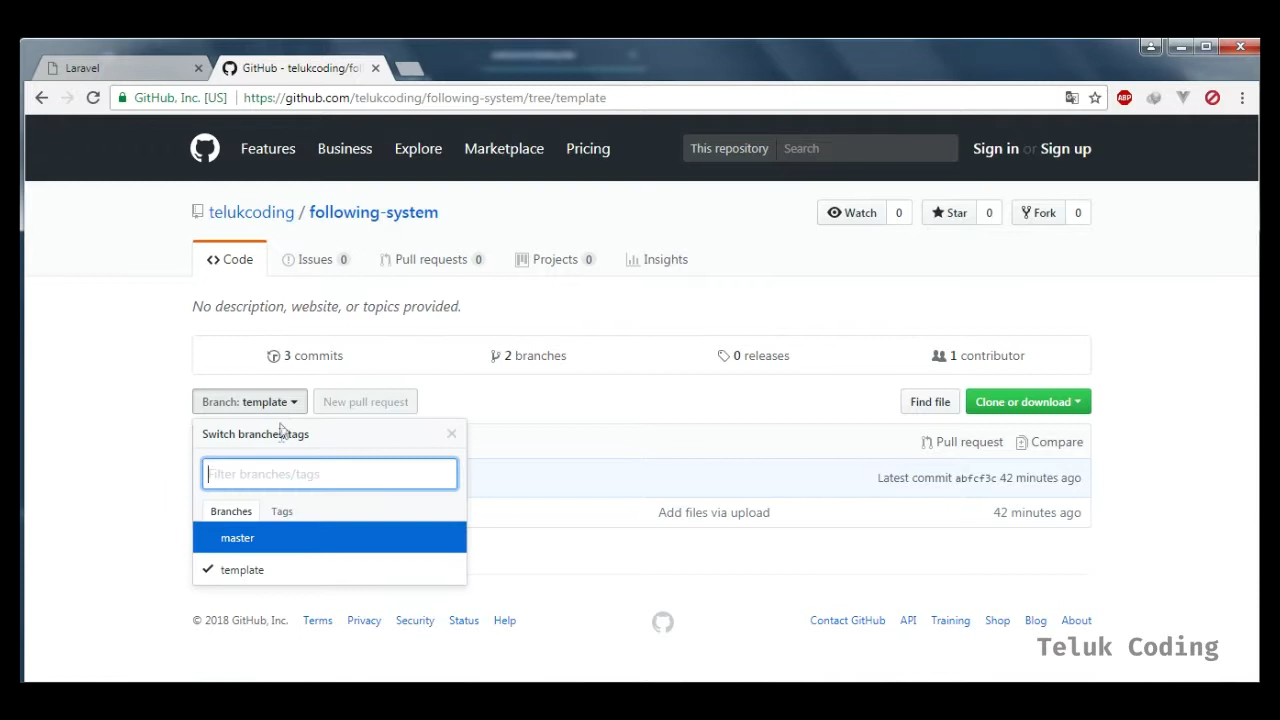 Laravel
GitHub - telukcoding/fol
GitHub, Inc. [US] https://github.com/telukcoding/following-system/tree/template
ABP
Features Business Explore Marketplace Pricing This repository Search Sign in or Sign up
telukcoding / following-system Watch 0 Star 0 Fork 0
Code Issues 0 Pull requests 0 Projects 0 Insights
No description, website, or topics provided.
3 commits 2 branches 0 releases 1 contributor
Branch: template New pull request Find file Clone or download
Switch branches/tags
Pull request Compare
Filter branches/tags
Latest commit abfcf3c 42 minutes ago
Branches Tags
Add files via upload 42 minutes ago
master
template
© 2018 GitHub, Inc. Terms Privacy Security Status Help Contact GitHub API Training Shop Blog About
Teluk Coding